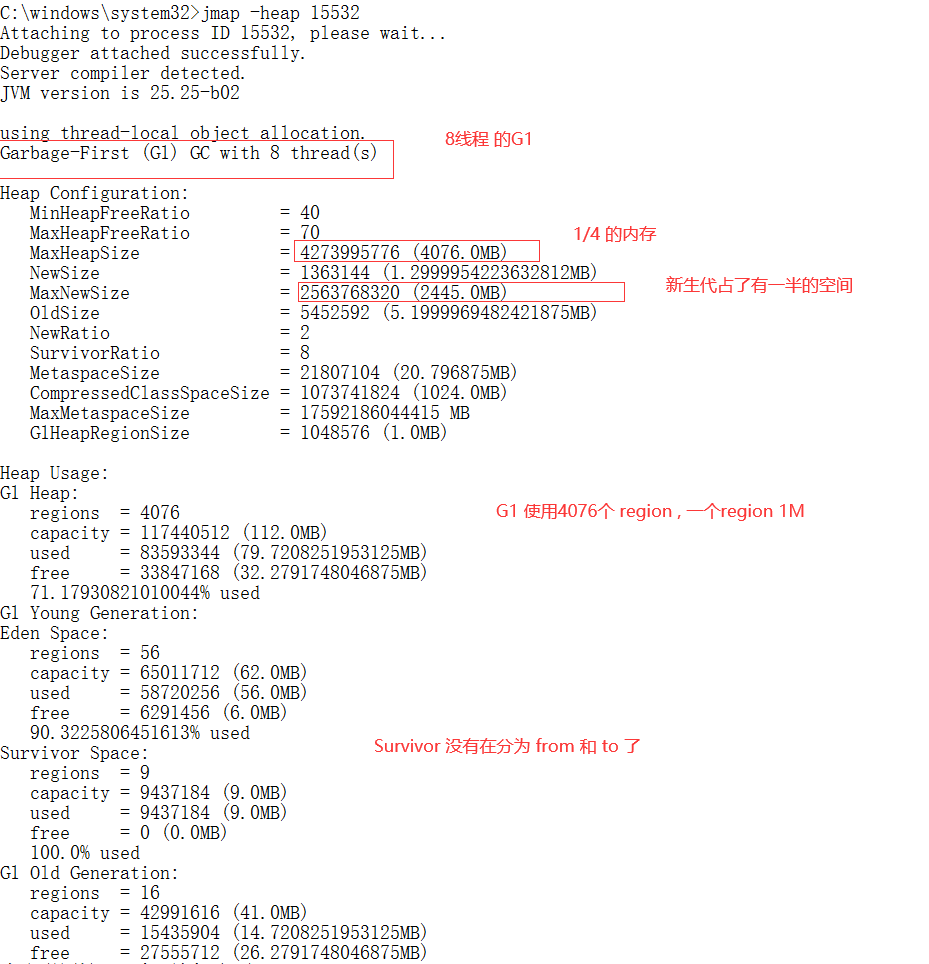 C:\windows\system32>jmap -heap 15532
Attaching to process ID 15532, please wait...
Debugger attached successfully.
Server compiler detected.
JVM version is 25.25-b02
using thread-local object allocation.
8线程 的G1
Garbage-First (G1) GC with 8 thread(s)
Heap Configuration:
MinHeapFreeRatio = 40
MaxHeapFreeRatio = 70
1/4 的内存
MaxHeapSize = 4273995776 (4076.0MB)
NewSize = 1363144 (1.2999954223632812MB)
新生代占了有一半的空间
MaxNewSize = 2563768320 (2445.0MB)
OldSize = 5452592 (5.1999969482421875MB)
NewRatio = 2
SurvivorRatio = 8
MetaspaceSize = 21807104 (20.796875MB)
CompressedClassSpaceSize = 1073741824 (1024.0MB)
MaxMetaspaceSize = 17592186044415 MB
G1HeapRegionSize = 1048576 (1.0MB)
Heap Usage:
G1 Heap:
regions = 4076
G1 使用4076个 region , 一个region 1M
capacity = 117440512 (112.0MB)
used = 83593344 (79.7208251953125MB)
free = 33847168 (32.2791748046875MB)
71.17930821010044% used
G1 Young Generation:
Eden Space:
regions = 56
capacity = 65011712 (62.0MB)
used = 58720256 (56.0MB)
free = 6291456 (6.0MB)
90.3225806451613% used
Survivor 没有在分为 from 和 to 了
Survivor Space:
regions = 9
capacity = 9437184 (9.0MB)
used = 9437184 (9.0MB)
free = 0 (0.0MB)
100.0% used
G1 Old Generation:
regions = 16
capacity = 42991616 (41.0MB)
used = 15435904 (14.7208251953125MB)
free = 27555712 (26.2791748046875MB)